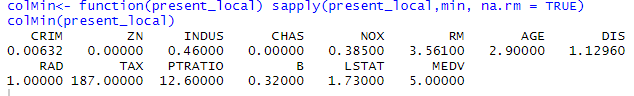 colMin<- function(present_local) sapply(present_local,min, na.rm = TRUE)
colMin(present_local)
CRIM ZN INDUS CHAS NOX RM AGE DIS
0.00632 0.00000 0.46000 0.00000 0.38500 3.56100 2.90000 1.12960
RAD TAX PTRATIO B LSTAT MEDV
1.00000 187.00000 12.60000 0.32000 1.73000 5.00000